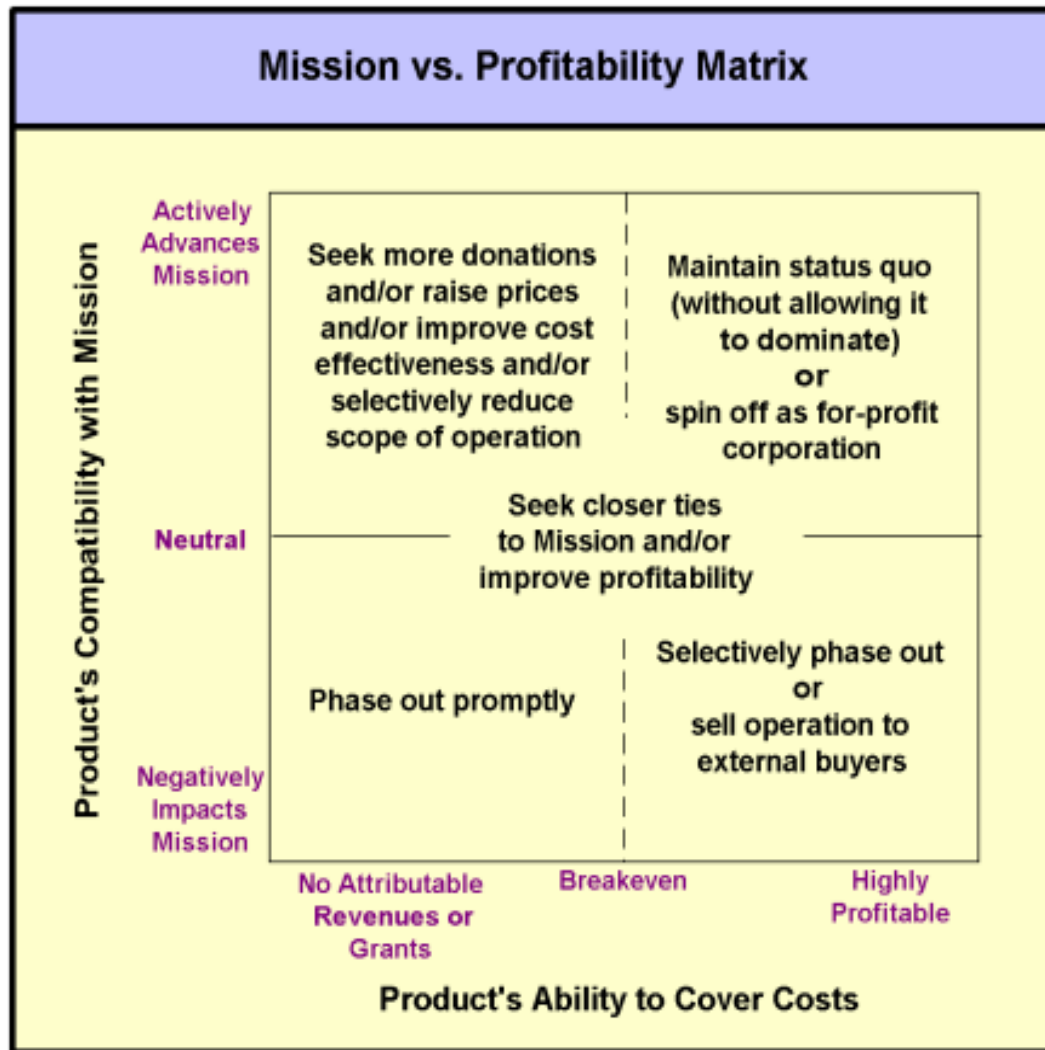 Mission vs. Profitability Matrix
Product's Compatibility with Mission
Actively
Advances
Mission
Seek more donations
and/or raise prices
and/or improve cost
effectiveness and/or
selectively reduce
scope of operation
Maintain status quo
(without allowing it
to dominate)
or
spin off as for-profit
corporation
Neutral
Seek closer ties
to Mission and/or
improve profitability
Phase out promptly
Selectively phase out
or
sell operation to
external buyers
Negatively
Impacts
Mission
No Attributable
Revenues or
Grants
Breakeven
Highly
Profitable
Product's Ability to Cover Costs